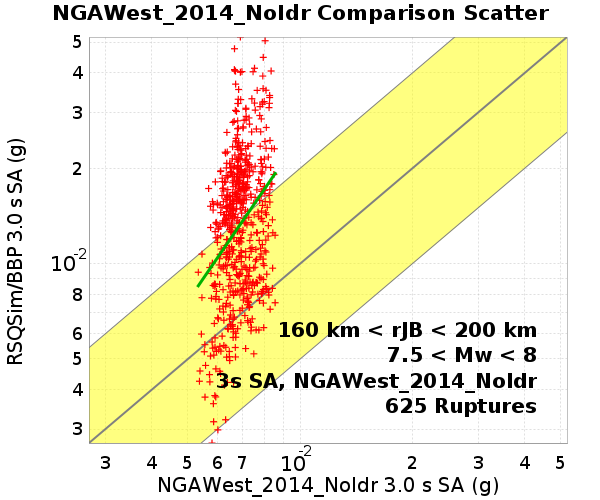 NGAWest_2014_NoIdr Comparison Scatter
5
4
3
2
10-2
8
6
5
4
3
RSQSim/BBP 3.0 s SA (g)
160 km < rJB < 200 km
7.5 < Mw < 8
3s SA, NGAWest_2014_NoIdr
625 Ruptures
3 4 5 6 7 10-2 2 3 4 5
NGAWest_2014_NoIdr 3.0 s SA (g)